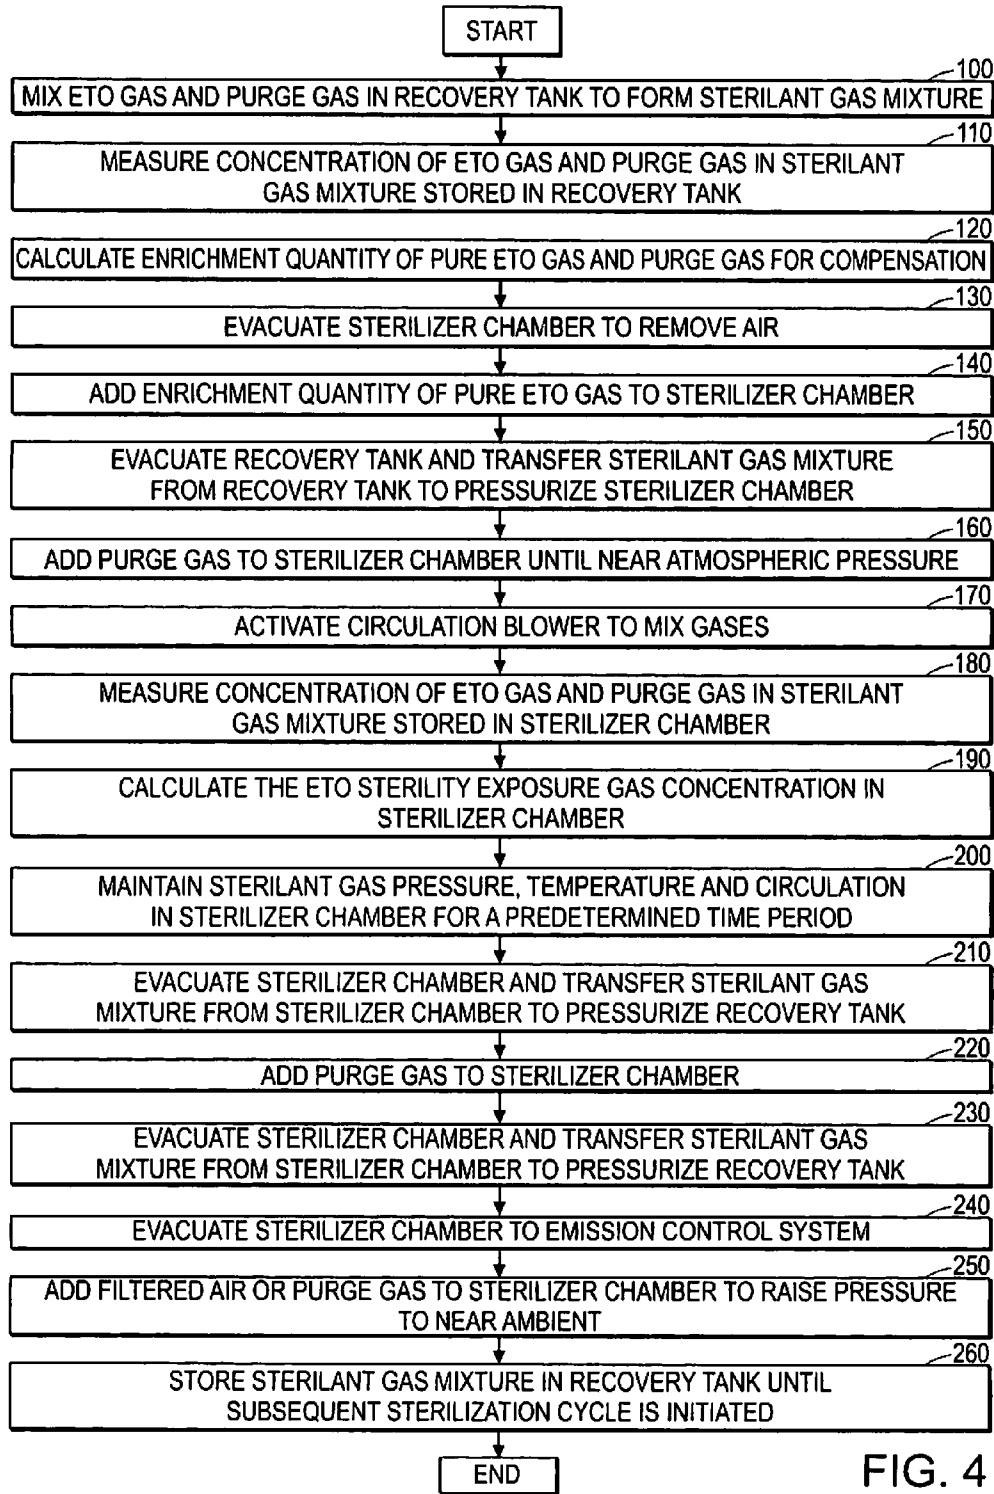 START
100
MIX ETO GAS AND PURGE GAS IN RECOVERY TANK TO FORM STERILANT GAS MIXTURE
110
MEASURE CONCENTRATION OF ETO GAS AND PURGE GAS IN STERILANT
GAS MIXTURE STORED IN RECOVERY TANK
120
CALCULATE ENRICHMENT QUANTITY OF PURE ETO GAS AND PURGE GAS FOR COMPENSATION
130
EVACUATE STERILIZER CHAMBER TO REMOVE AIR
140
ADD ENRICHMENT QUANTITY OF PURE ETO GAS TO STERILIZER CHAMBER
150
EVACUATE RECOVERY TANK AND TRANSFER STERILANT GAS MIXTURE
FROM RECOVERY TANK TO PRESSURIZE STERILIZER CHAMBER
160
ADD PURGE GAS TO STERILIZER CHAMBER UNTIL NEAR ATMOSPHERIC PRESSURE
170
ACTIVATE CIRCULATION BLOWER TO MIX GASES
180
MEASURE CONCENTRATION OF ETO GAS AND PURGE GAS IN STERILANT
GAS MIXTURE STORED IN STERILIZER CHAMBER
190
CALCULATE THE ETO STERILITY EXPOSURE GAS CONCENTRATION IN
STERILIZER CHAMBER
200
MAINTAIN STERILANT GAS PRESSURE, TEMPERATURE AND CIRCULATION
IN STERILIZER CHAMBER FOR A PREDETERMINED TIME PERIOD
210
EVACUATE STERILIZER CHAMBER AND TRANSFER STERILANT GAS
MIXTURE FROM STERILIZER CHAMBER TO PRESSURIZE RECOVERY TANK
220
ADD PURGE GAS TO STERILIZER CHAMBER
230
EVACUATE STERILIZER CHAMBER AND TRANSFER STERILANT GAS
MIXTURE FROM STERILIZER CHAMBER TO PRESSURIZE RECOVERY TANK
240
EVACUATE STERILIZER CHAMBER TO EMISSION CONTROL SYSTEM
250
ADD FILTERED AIR OR PURGE GAS TO STERILIZER CHAMBER TO RAISE PRESSURE
TO NEAR AMBIENT
260
STORE STERILANT GAS MIXTURE IN RECOVERY TANK UNTIL
SUBSEQUENT STERILIZATION CYCLE IS INITIATED
END
FIG. 4